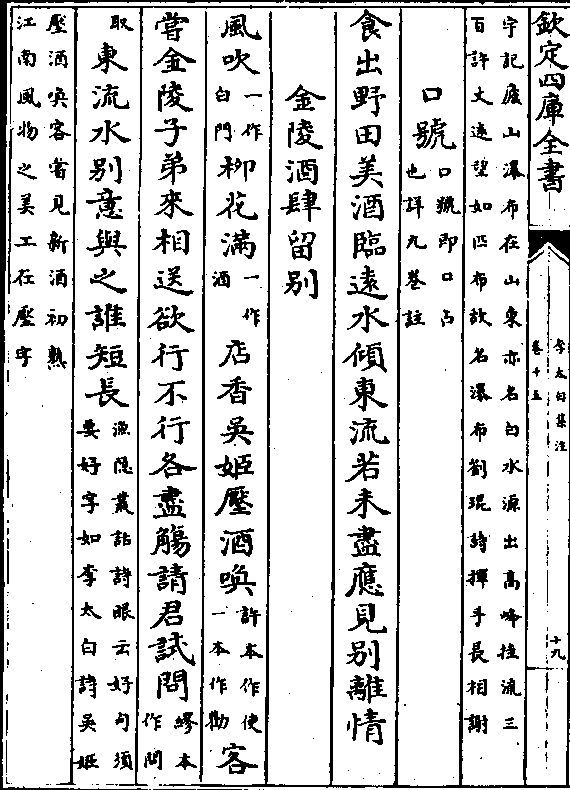 欽定四庫全書
李太白集注
卷十五
十九
宇記廬山瀑布在山東亦名白水源出高峰挂流三
百許丈遠望如匹布故名瀑布劉琨詩揮手長相謝
口號口號即口占也詳九卷註
食出野田美酒臨遠水傾東流若未盡應見別離情
金陵酒肆留別
風吹一作白門柳花滿一作酒店香吳姬壓酒喚許本作使一本作勸客
嘗金陵子弟來相送欲行不行各盡觴請君試問繆本作問
取東流水別意與之誰短長漁隱叢話詩眼云好句須要好字如李太白詩吳姬
壓酒喚客嘗見新酒初熟
江南風物之美工在壓字